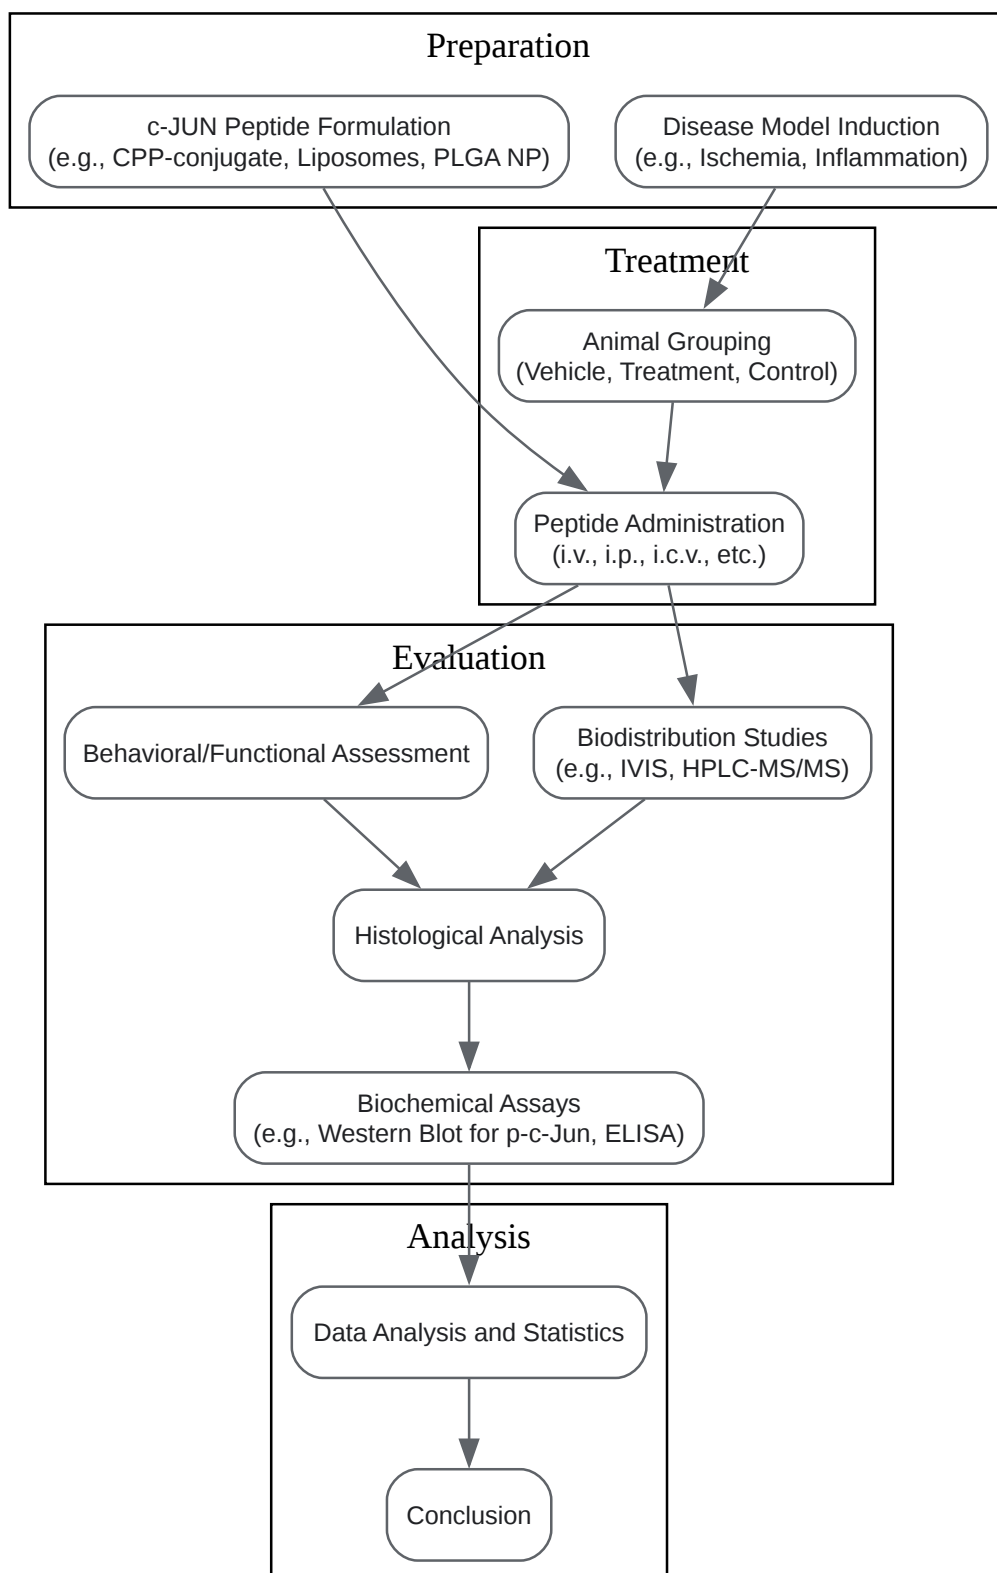 Preparation
c-JUN Peptide Formulation
(e.g., CPP-conjugate, Liposomes, PLGA NP)
Disease Model Induction
(e.g., Ischemia, Inflammation)
Treatment
Animal Grouping
(Vehicle, Treatment, Control)
Peptide Administration
(i.v., i.p., i.c.v., etc.)
Evaluation
Behavioral/Functional Assessment
Biodistribution Studies
(e.g., IVIS, HPLC-MS/MS)
Histological Analysis
Biochemical Assays
(e.g., Western Blot for p-c-Jun, ELISA)
Analysis
Data Analysis and Statistics
Conclusion